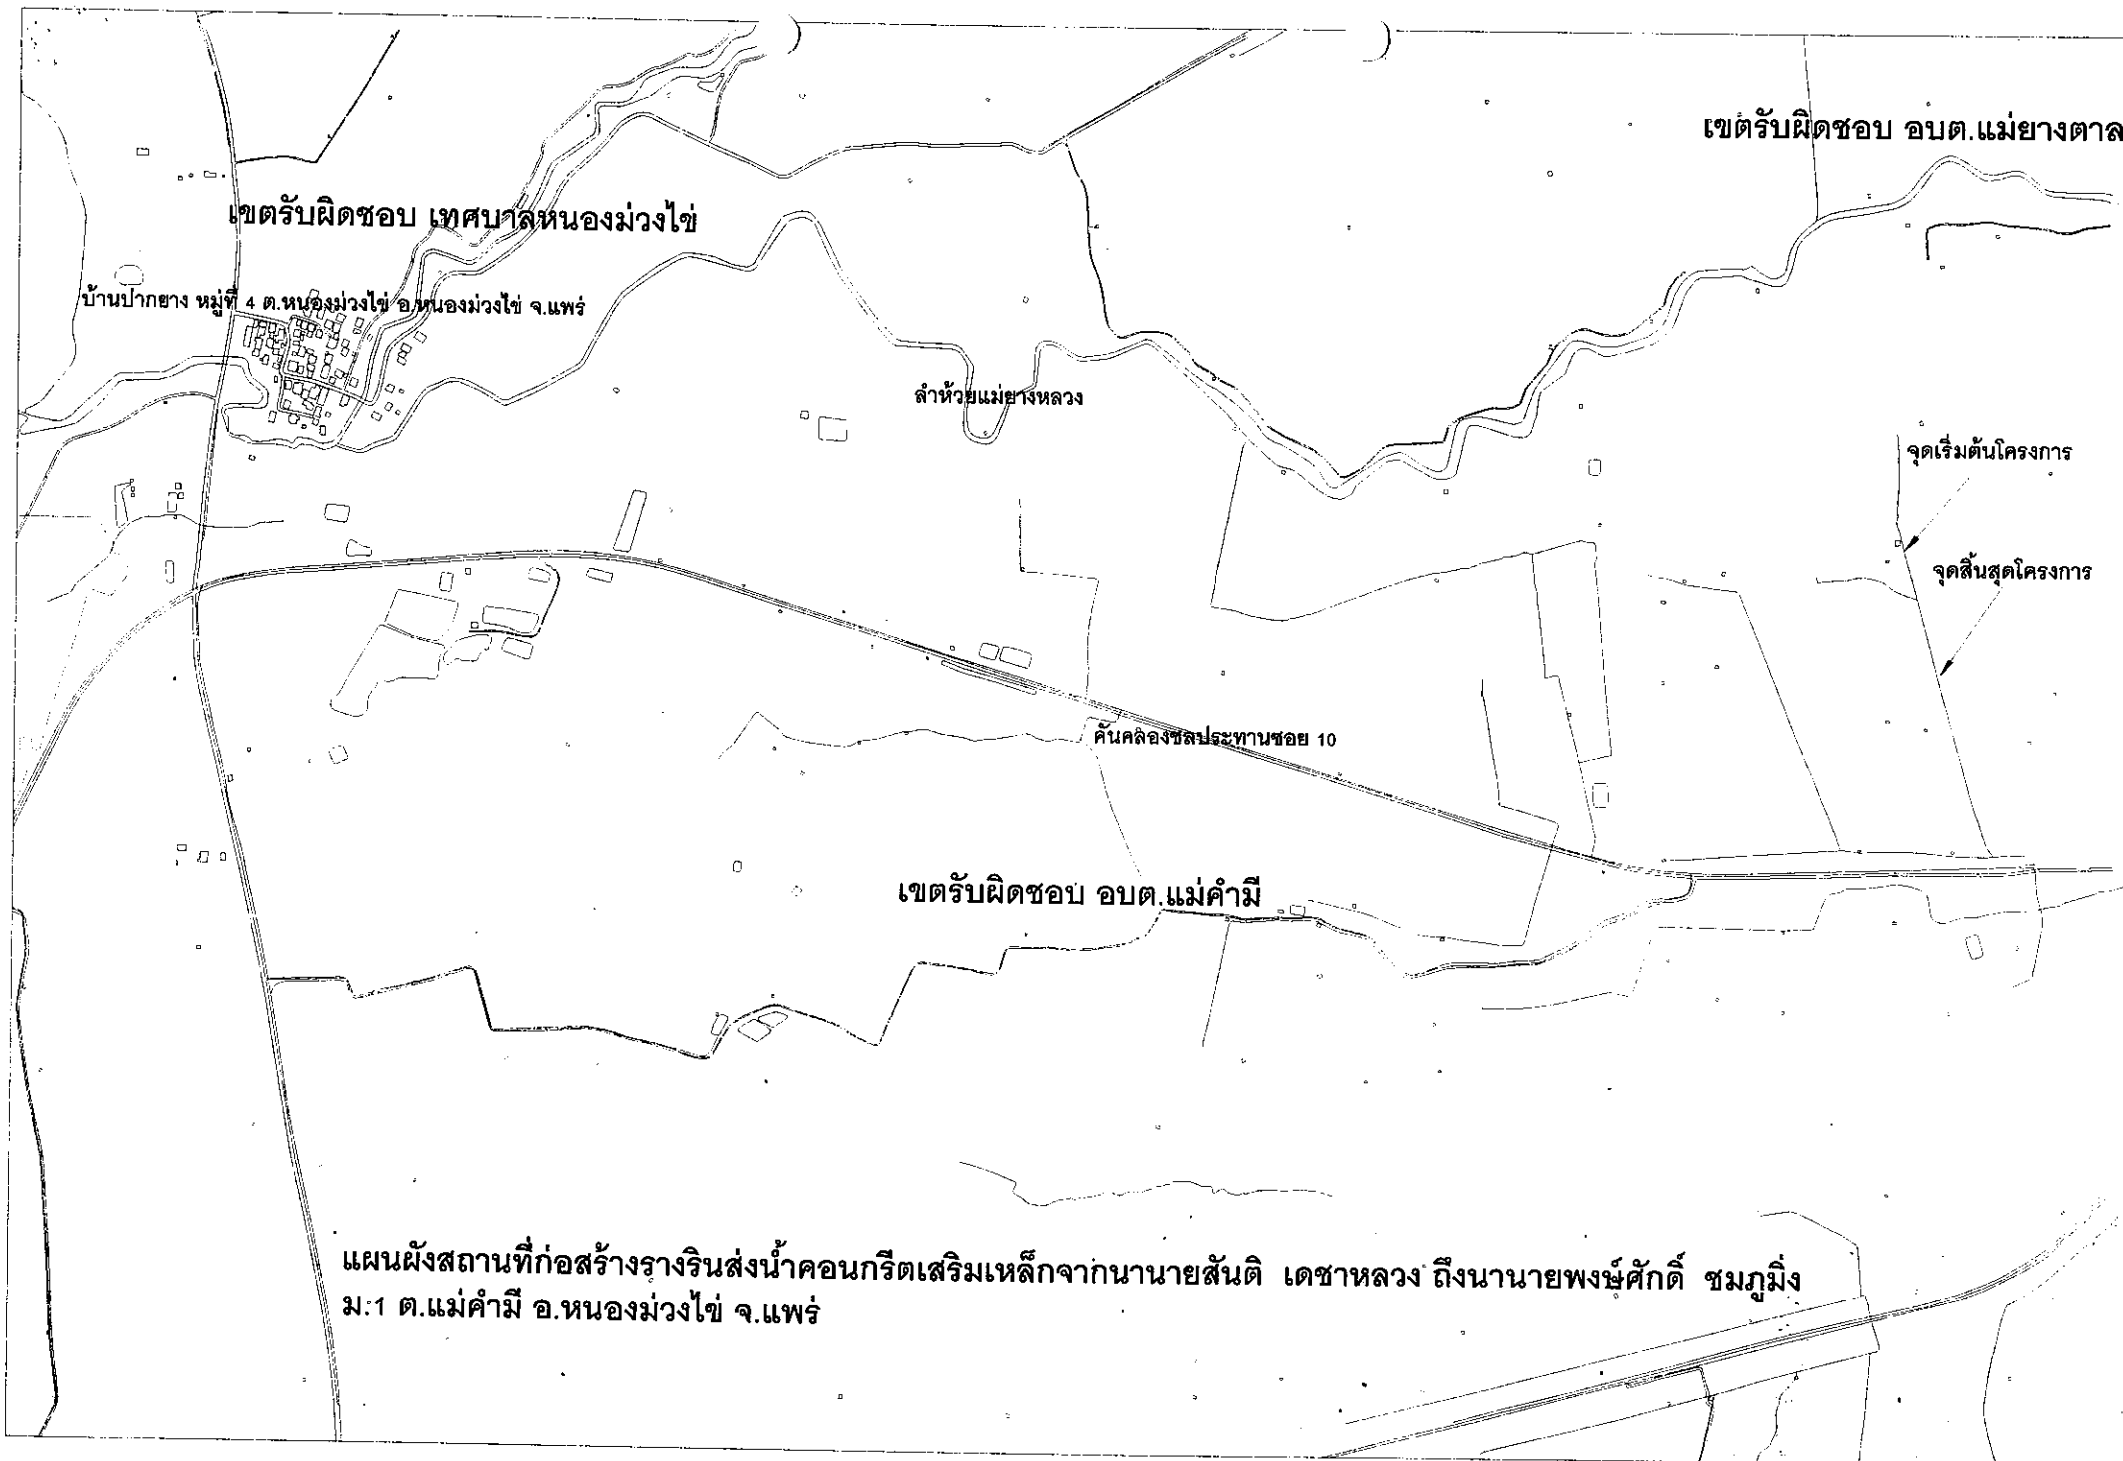 เขตรับผิดชอบ อบต.แม่ยางตาล
เขตรับผิดชอบ เทศบาลหนองม่วงไข่
บ้านปากยาง หมู่ที่ 4 ต.หนองม่วงไข่ อ.หนองม่วงไข่ จ.แพร่
ลำห้วยแม่ยางหลวง
จุดเริ่มต้นโครงการ
จุดสิ้นสุดโครงการ
คันคลองชลประทานซอย 10
เขตรับผิดชอบ อบต.แม่คำมี
แผนผังสถานที่ก่อสร้างรางรินส่งน้ำคอนกรีตเสริมเหล็กจากนานายสันติ เดชาหลวง ถึงนานายพงษ์ศักดิ์ ชมภูมิ่ง
ม.1 ต.แม่คำมี อ.หนองม่วงไข่ จ.แพร่